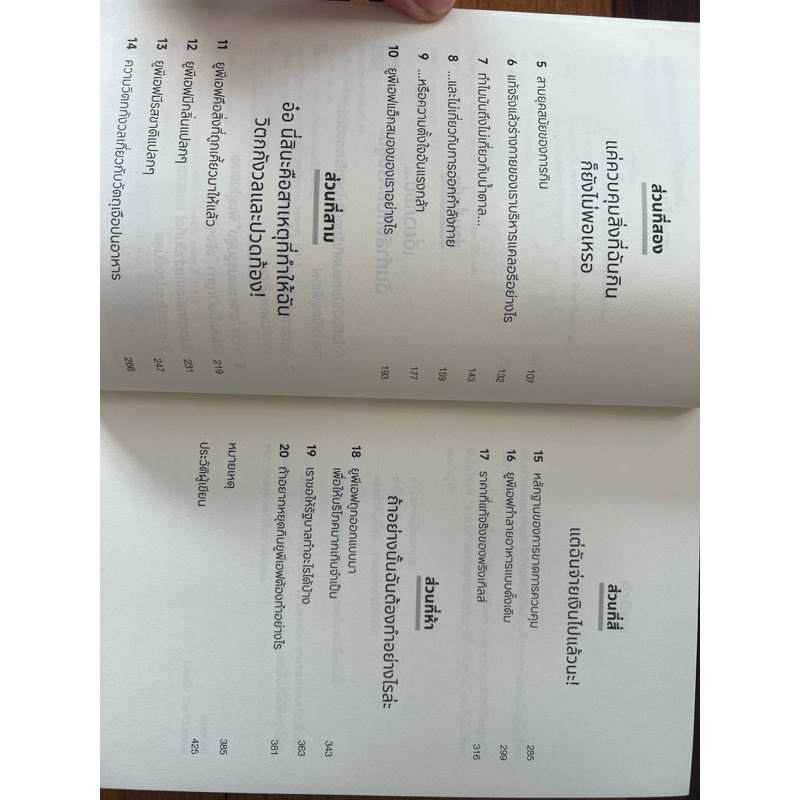 ส่วนที่สอง
แค่ควบคุมสิ่งที่ฉันกิน
ก็ยังไม่พอเหรอ
5 สามยุคสมัยของการกิน 107
6 แท้จริงแล้วร่างกายของเราบริหารแคลอรีอย่างไร 132
7 ทำไมมันถึงไม่เกี่ยวกับน้ำตาล... 143
8 ...และไม่เกี่ยวกับการออกกำลังกาย 159
9 ...หรือความตั้งใจอันแรงกล้า 177
10 ยูพีเอฟแฮ็กสมองของเราอย่างไร 193
ส่วนที่สาม
อ๋อ นี่สินะคือสาเหตุที่ทำให้ฉัน
วิตกกังวลและปวดท้อง!
11 ยูพีเอฟคือสิ่งที่ถูกเคี้ยวมาให้แล้ว 219
12 ยูพีเอฟมีกลิ่นแปลกๆ 231
13 ยูพีเอฟมีรสชาติแปลกๆ 247
14 ความวิตกกังวลเกี่ยวกับวัตถุเจือปนอาหาร 266
ส่วนที่สี่
แต่ฉันจ่ายเงินไปแล้วนะ!
15 หลักฐานของการขาดการควบคุม 285
16 ยูพีเอฟทำลายอาหารแบบดั้งเดิม 299
17 ราคาที่แท้จริงของพริงเกิลส์ 316
ส่วนที่ห้า
ถ้าอย่างนั้นฉันต้องทำอย่างไรล่ะ
18 ยูพีเอฟถูกออกแบบมา
เพื่อให้บริโภคมากเกินจำเป็น 343
19 เราขอให้รัฐบาลทำอะไรได้บ้าง 363
20 ถ้าอยากหยุดกินยูพีเอฟต้องทำอย่างไร 381
หมายเหตุ 385
ประวัติผู้เขียน 425